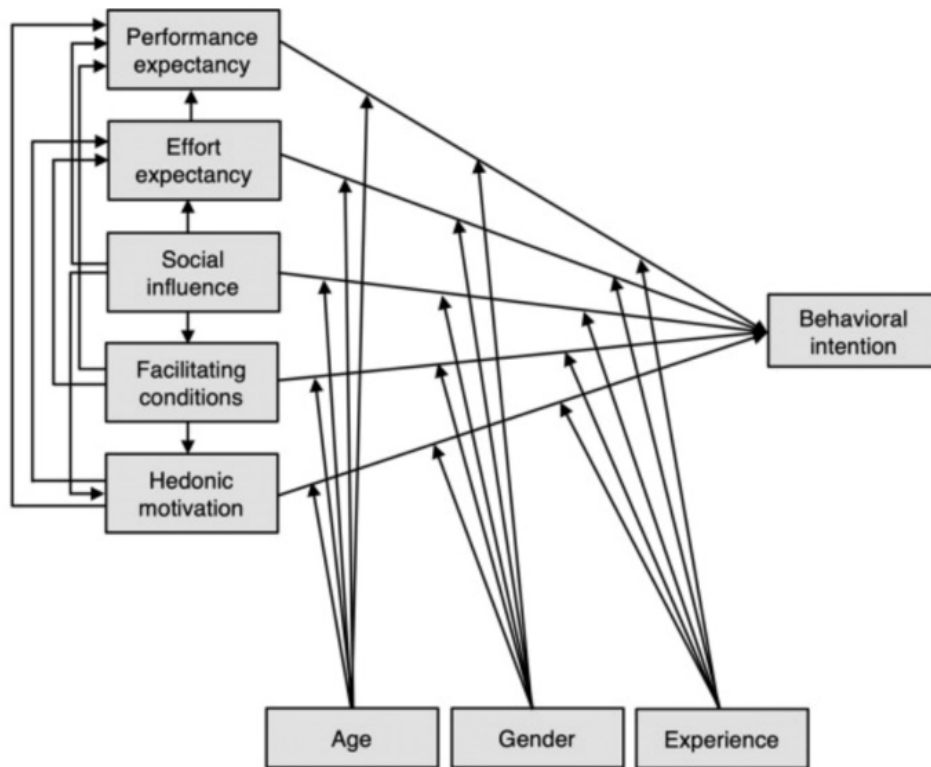 Performance
expectancy
Effort
expectancy
Social
influence
Facilitating
conditions
Hedonic
motivation
Behavioral
intention
Age
Gender
Experience